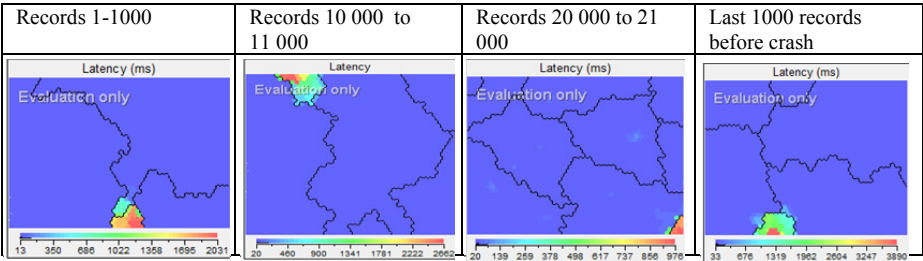 Records 1-1000
Records 10 000 to
11 000
Records 20 000 to 21
000
Last 1000 records
before crash
Latency (ms)
Evaluation only
13 350 686 1022 1358 1695 2031
Latency
Evaluation only
20 460 900 1341 1781 2222 2662
Latency (ms)
Evaluation only
20 139 259 378 498 617 737 856 976
Latency (ms)
Evaluation only
33 676 1319 1962 2604 3247 3890